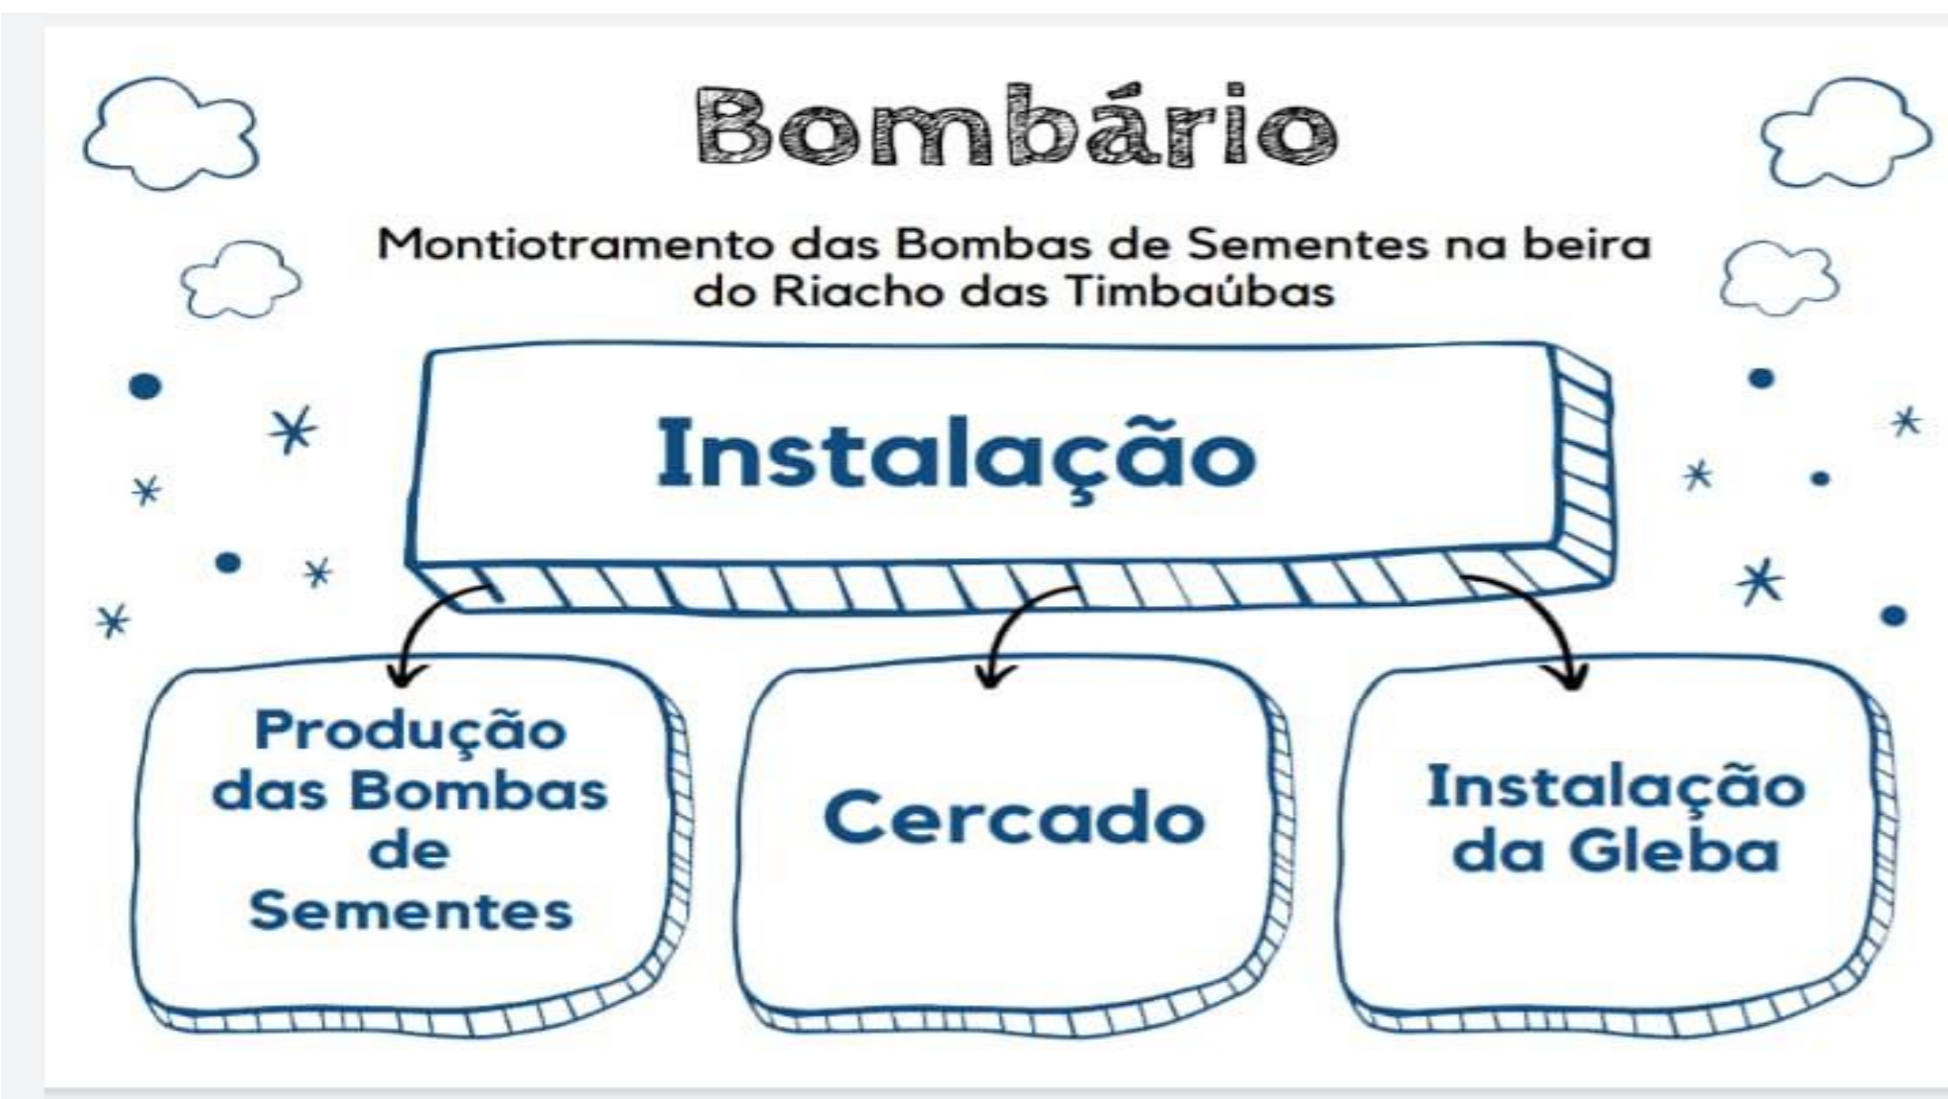 Bombário
Montiotramento das Bombas de Sementes na beira
do Riacho das Timbaúbas
Instalação
Produção
das Bombas
de
Sementes
Cercado
Instalação
da Gleba